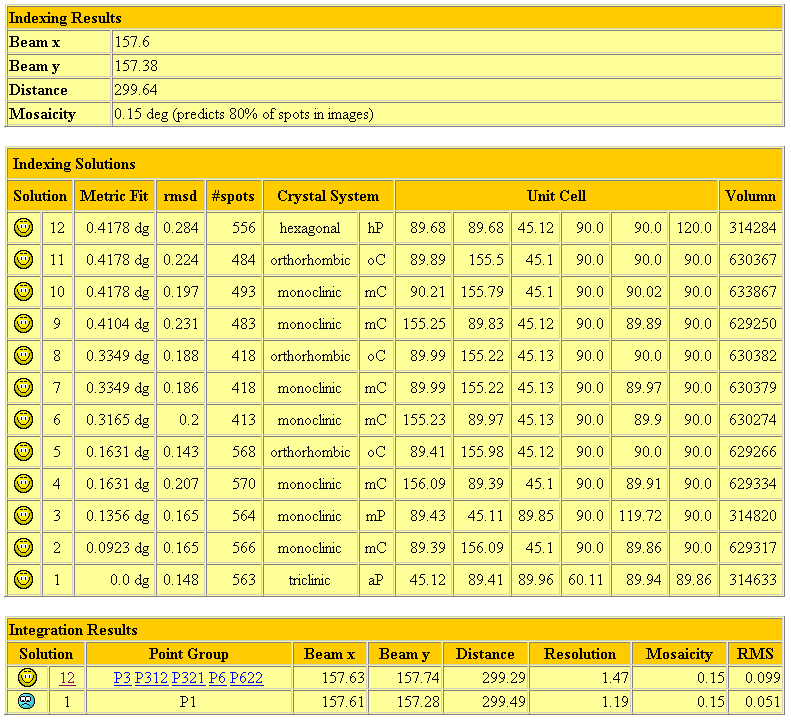 Indexing Results
Beam x 157.6
Beam y 157.38
Distance 299.64
Mosaicity 0.15 deg (predicts 80% of spots in images)
Indexing Solutions
Solution Metric Fit rmsd #spots Crystal System Unit Cell Volumn
12 0.4178 dg 0.284 556 hexagonal hP 89.68 89.68 45.12 90.0 90.0 120.0 314284
11 0.4178 dg 0.224 484 orthorhombic oC 89.89 155.5 45.1 90.0 90.0 90.0 630367
10 0.4178 dg 0.197 493 monoclinic mC 90.21 155.79 45.1 90.0 90.02 90.0 633867
9 0.4104 dg 0.231 483 monoclinic mC 155.25 89.83 45.12 90.0 89.89 90.0 629250
8 0.3349 dg 0.188 418 orthorhombic oC 89.99 155.22 45.13 90.0 90.0 90.0 630382
7 0.3349 dg 0.186 418 monoclinic mC 89.99 155.22 45.13 90.0 89.97 90.0 630379
6 0.3165 dg 0.2 413 monoclinic mC 155.23 89.97 45.13 90.0 89.9 90.0 630274
5 0.1631 dg 0.143 568 orthorhombic oC 89.41 155.98 45.12 90.0 90.0 90.0 629266
4 0.1631 dg 0.207 570 monoclinic mC 156.09 89.39 45.1 90.0 89.91 90.0 629334
3 0.1356 dg 0.165 564 monoclinic mP 89.43 45.11 89.85 90.0 119.72 90.0 314820
2 0.0923 dg 0.165 566 monoclinic mC 89.39 156.09 45.1 90.0 89.86 90.0 629317
1 0.0 dg 0.148 563 triclinic aP 45.12 89.41 89.96 60.11 89.94 89.86 314633
Integration Results
Solution Point Group Beam x Beam y Distance Resolution Mosaicity RMS
12 P3 P312 P321 P6 P622 157.63 157.74 299.29 1.47 0.15 0.099
1 P1 157.61 157.28 299.49 1.19 0.15 0.051